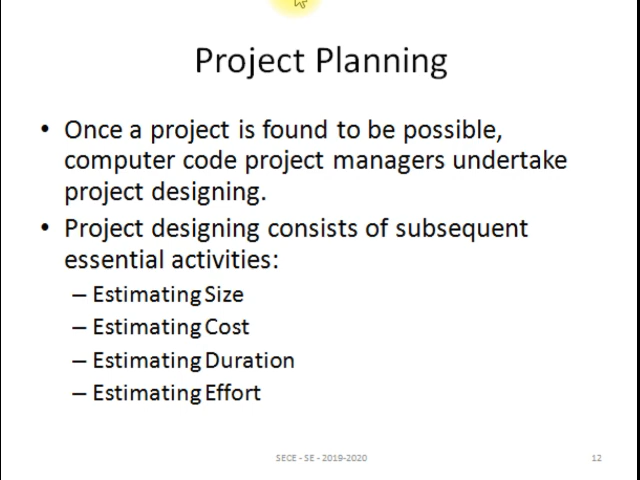 Project Planning
• Once a project is found to be possible,
computer code project managers undertake
project designing.
• Project designing consists of subsequent
essential activities:
– Estimating Size
– Estimating Cost
– Estimating Duration
– Estimating Effort
SECE - SE - 2019-2020
12